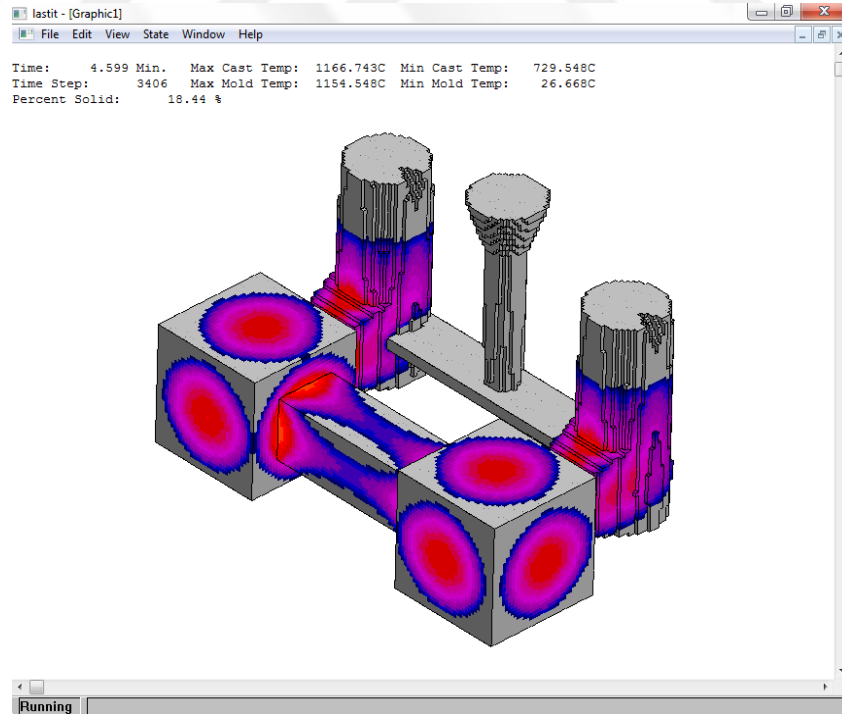 lastit - [Graphic1]
File Edit View State Window Help
Time: 4.599 Min. Max Cast Temp: 1166.743C Min Cast Temp: 729.548C
Time Step: 3406 Max Mold Temp: 1154.548C Min Mold Temp: 26.668C
Percent Solid: 18.44 %
Running